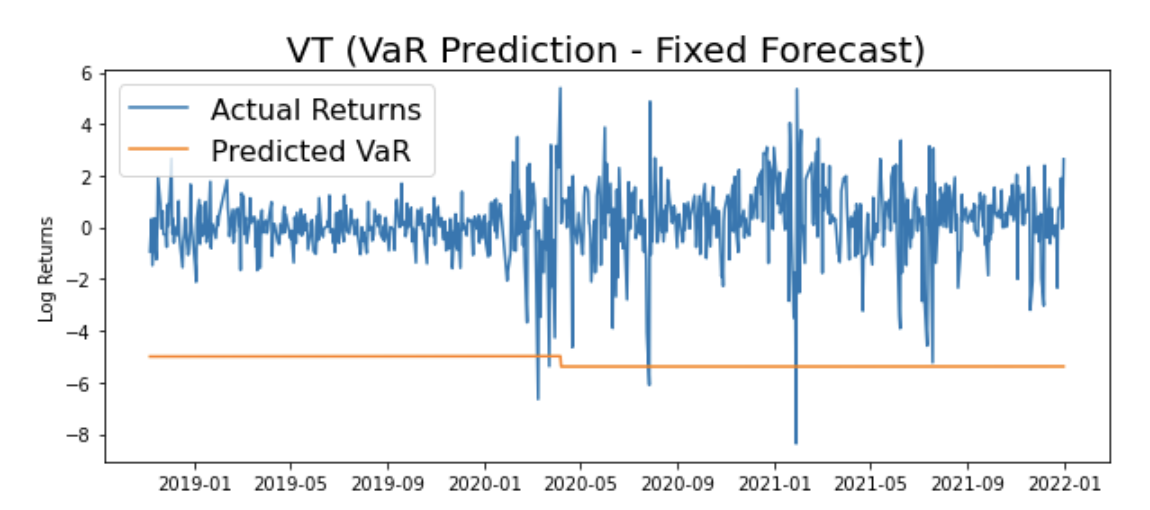 VT (VaR Prediction - Fixed Forecast)
Actual Returns
Predicted VaR
Log Returns
6
4
2
0
−2
−4
−6
−8
2019-01 2019-05 2019-09 2020-01 2020-05 2020-09 2021-01 2021-05 2021-09 2022-01